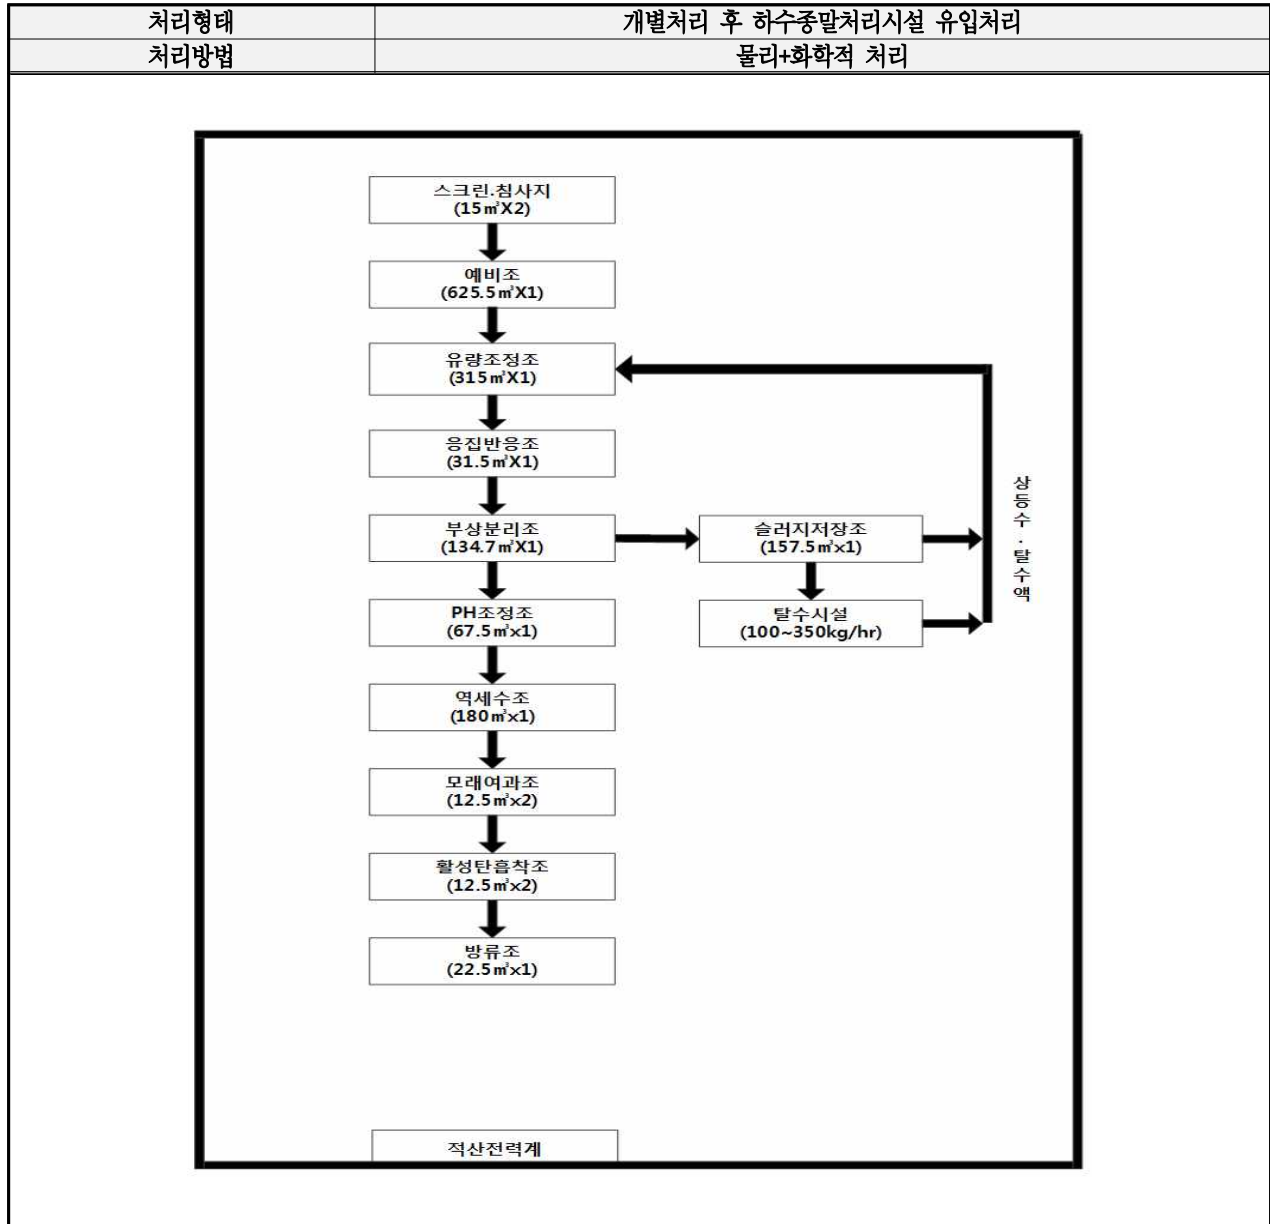 처리형태
개별처리 후 하수종말처리시설 유입처리
처리방법
물리+화학적 처리
스크린.침사지
(15㎥X2)
예비조
(625.5㎥X1)
유량조정조
(315㎥X1)
응집반응조
(31.5㎥X1)
부상분리조
(134.7㎥X1)
슬러지저장조
(157.5㎥x1)
PH조정조
(67.5㎥x1)
탈수시설
(100~350kg/hr)
상등수·탈수액
역세수조
(180㎥x1)
모래여과조
(12.5㎥x2)
활성탄흡착조
(12.5㎥x2)
방류조
(22.5㎥x1)
적산전력계